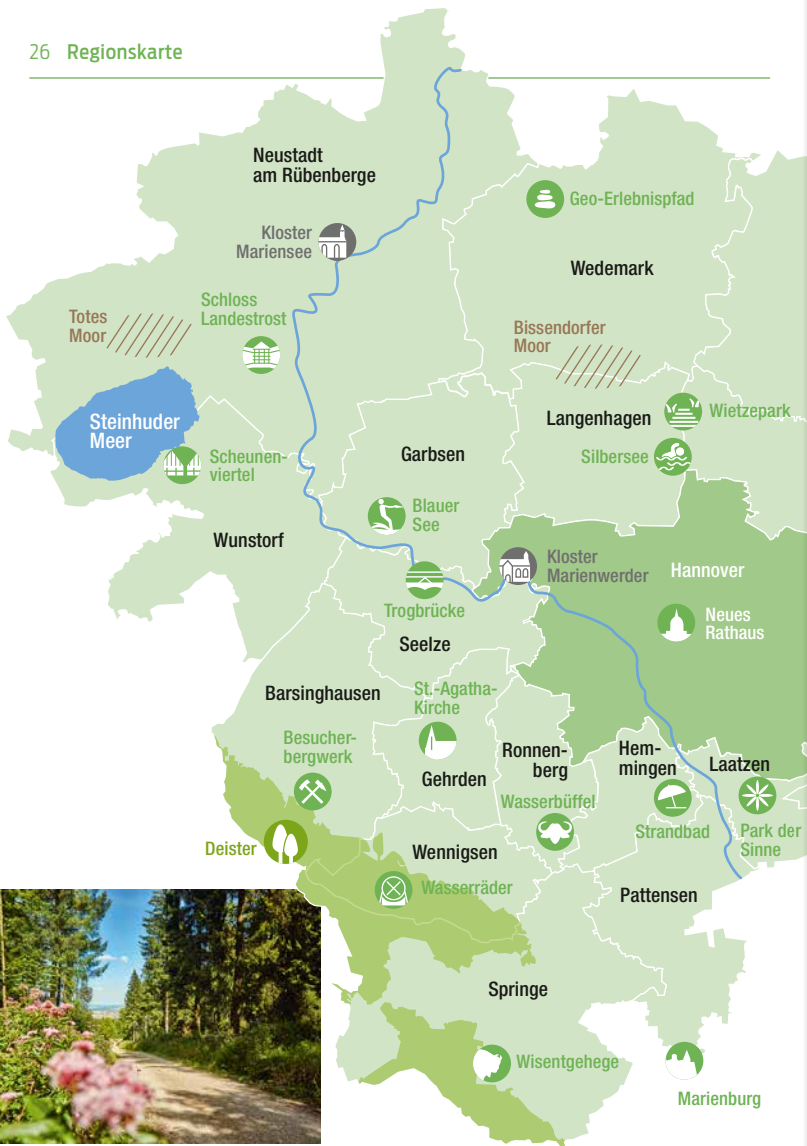 26 Regionskarte
Neustadt
am Rübenberge
Geo-Erlebnispfad
Kloster
Mariensee
Wedemark
Schloss
Landestrost
Totes
Moor
Bissendorfer
Moor
Steinhuder
Meer
Langenhagen
Wietzepark
Silbersee
Scheunen-
viertel
Garbsen
Blauer
See
Wunstorf
Kloster
Marienwerder
Hannover
Trogbrücke
Neues
Rathaus
Seelze
Barsinghausen
St.-Agatha-
Kirche
Besucher-
bergwerk
Gehrden
Ronnen-
berg
Hem-
mingen
Laatzen
Wasserbüffel
Strandbad
Park der
Sinne
Deister
Wennigsen
Wasserräder
Pattensen
Springe
Wisentgehege
Marienburg